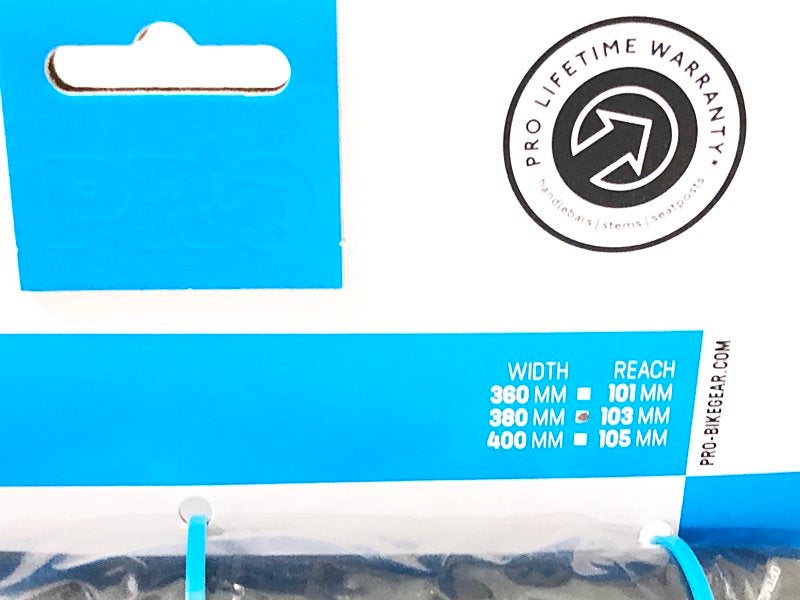 PRO
PRO LIFETIME WARRANTY
handlebars | stems | seatposts
WIDTH REACH
360 MM 101 MM
380 MM 103 MM
400 MM 105 MM
PRO-BIKEGEAR.COM